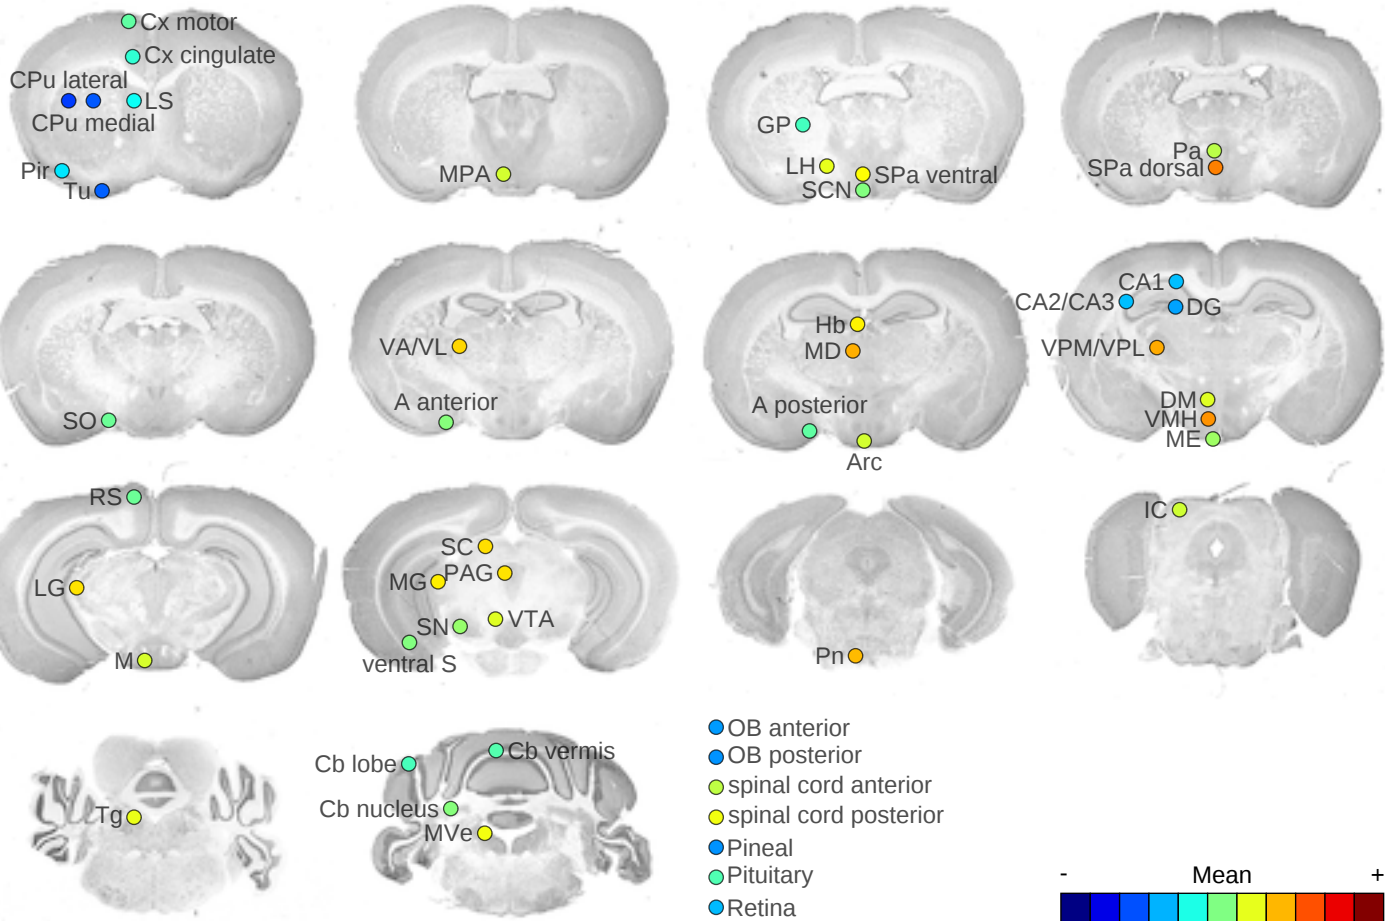 Cx motor
Cx cingulate
CPu lateral
LS
CPu medial
Pir
Tu
MPA
GP
LH
SPa ventral
SCN
Pa
SPa dorsal
SO
VA/VL
A anterior
Hb
MD
A posterior
Arc
CA1
CA2/CA3
DG
VPM/VPL
DM
VMH
ME
RS
LG
M
SC
MG
PAG
SN
VTA
ventral S
Pn
IC
Tg
Cb lobe
Cb vermis
Cb nucleus
MVe
OB anterior
OB posterior
spinal cord anterior
spinal cord posterior
Pineal
Pituitary
Retina
- Mean +